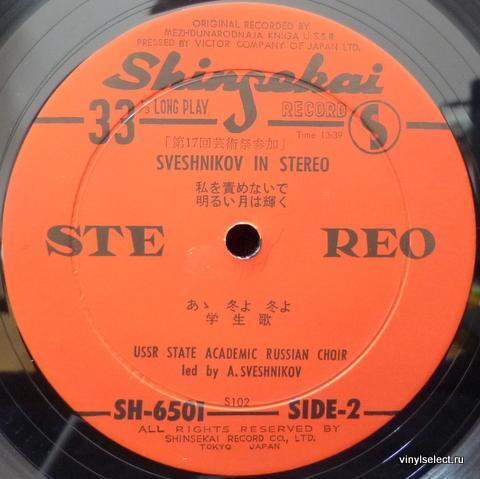 ORIGINAL RECORDED BY
MEZHDUNARODNAJA KNIGA U.S.S.R
PRESSED BY VICTOR COMPANY OF JAPAN LTD.
Shinsekai
33⅓ LONG PLAY RECORD S
Time 13:39
「第17回芸術祭参加」
SVESHNIKOV IN STEREO
私を責めないで
明るい月は輝く
STE REO
あゝ 冬よ 冬よ
学生歌
USSR STATE ACADEMIC RUSSIAN CHOIR
led by A. SVESHNIKOV
S102
SH-6501 SIDE-2
ALL RIGHTS RESERVED BY
SHINSEKAI RECORD CO., LTD.
TOKYO JAPAN
vinylselect.ru